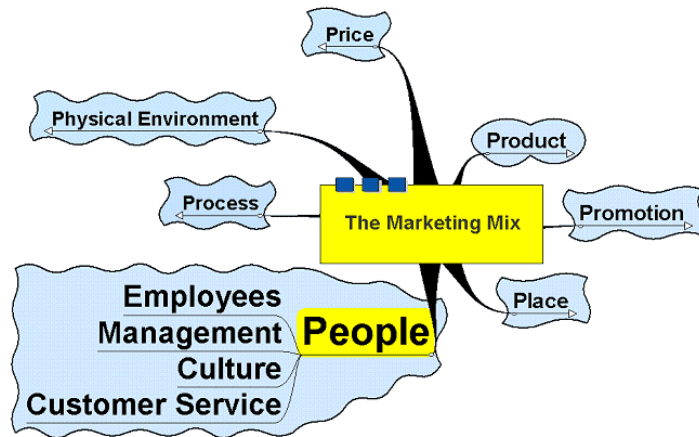 Price
Physical Environment
Product
Process
The Marketing Mix
Promotion
Place
People
Employees
Management
Culture
Customer Service